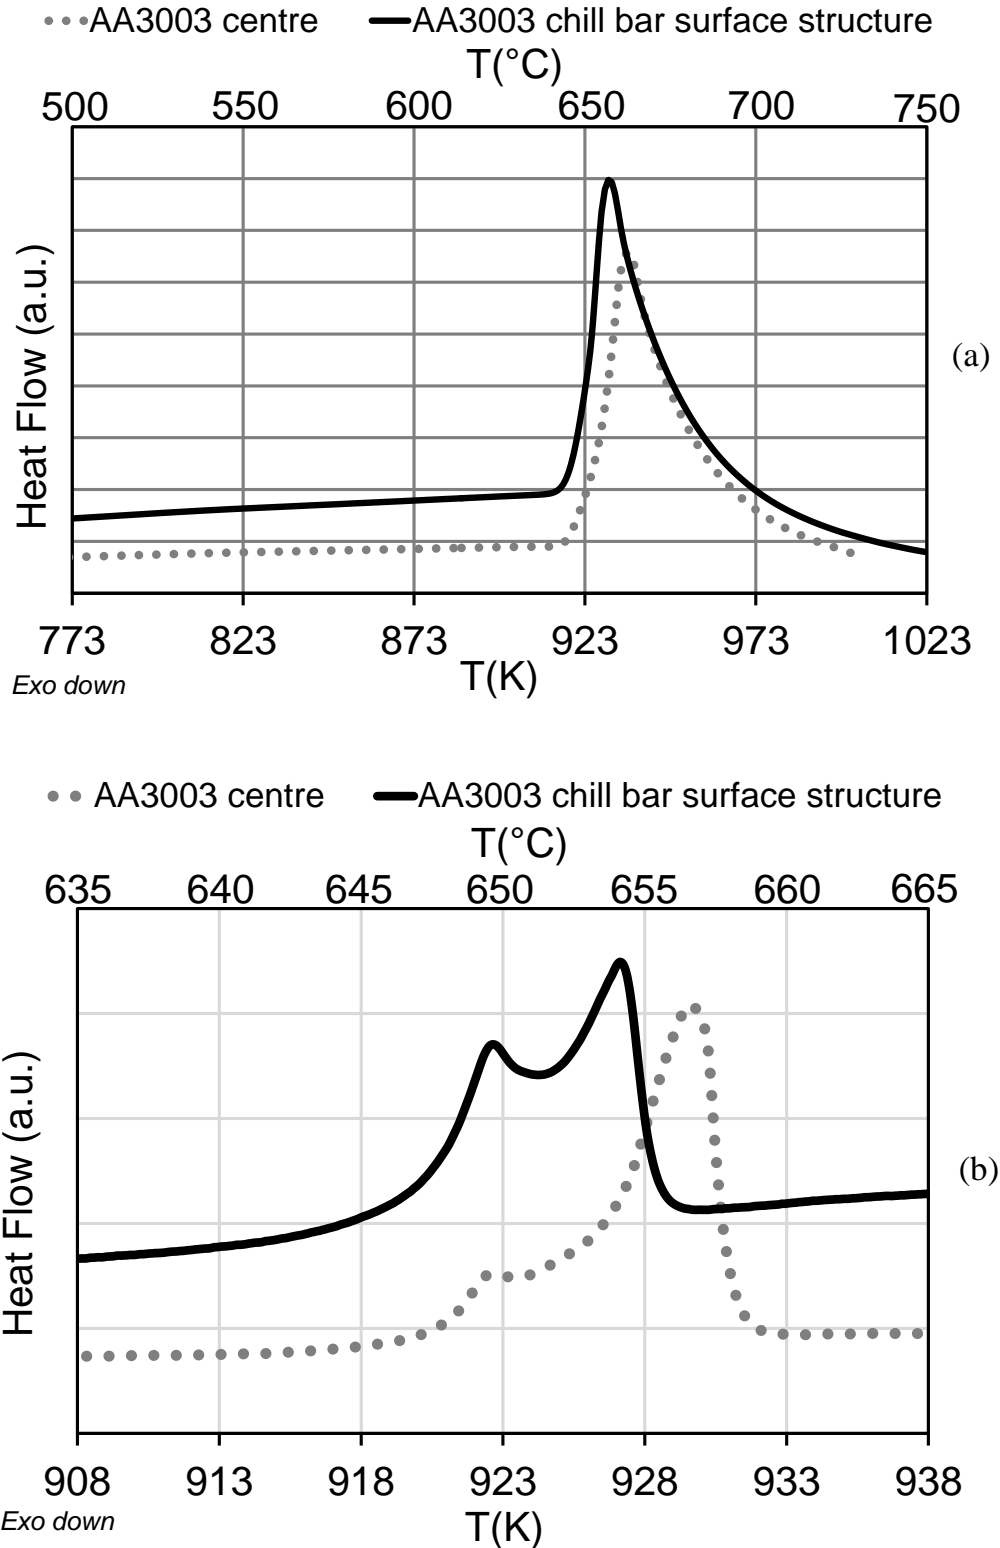 AA3003 centre AA3003 chill bar surface structure
T(°C)
500 550 600 650 700 750
Heat Flow (a.u.)
(a)
773 823 873 923 973 1023
T(K)
Exo down
AA3003 centre AA3003 chill bar surface structure
T(°C)
635 640 645 650 655 660 665
Heat Flow (a.u.)
(b)
908 913 918 923 928 933 938
T(K)
Exo down